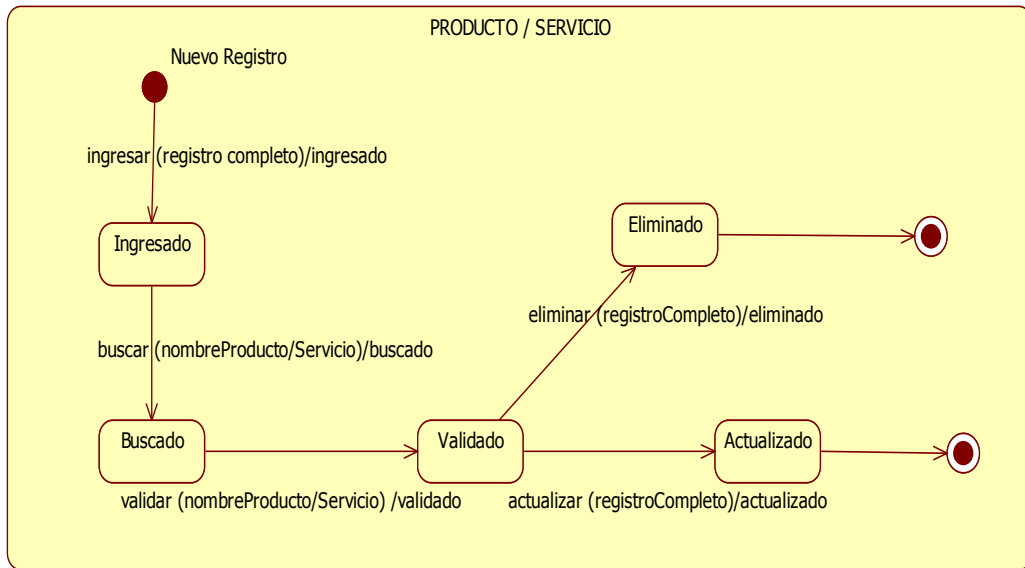 PRODUCTO / SERVICIO
Nuevo Registro
ingresar (registro completo)/ingresado
Ingresado
Eliminado
eliminar (registroCompleto)/eliminado
buscar (nombreProducto/Servicio)/buscado
Buscado
Validado
Actualizado
validar (nombreProducto/Servicio) /validado
actualizar (registroCompleto)/actualizado